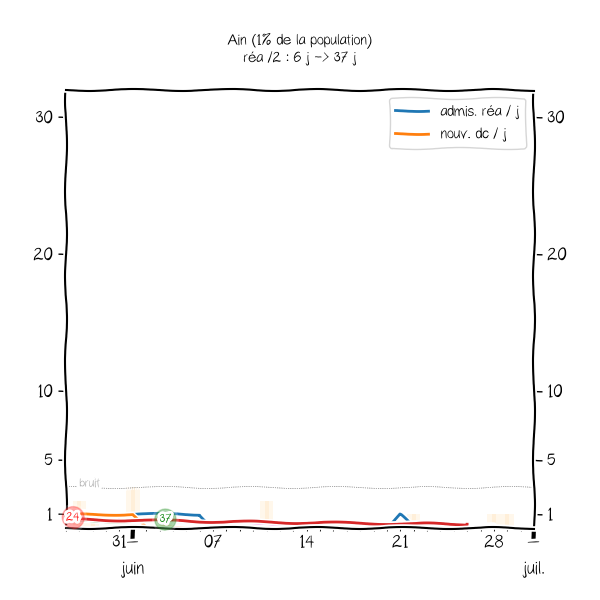 Ain (1% de la population)
réa /2 : 6 j -> 37 j
admis. réa / j
nouv. dc / j
30 30
20 20
10 10
5 5
bruit
1 24 37 1
31 07 14 21 28
juin juil.